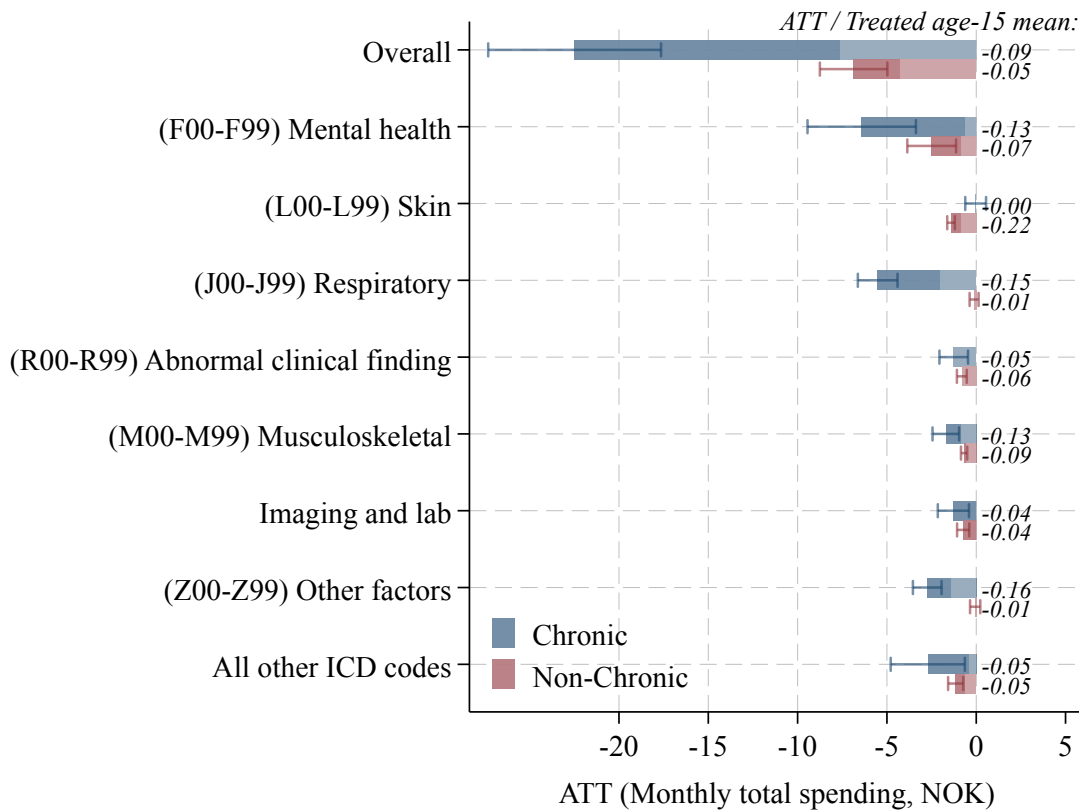 ATT / Treated age-15 mean:
Overall
-0.09
-0.05
(F00-F99) Mental health
-0.13
-0.07
(L00-L99) Skin
-0.00
-0.22
(J00-J99) Respiratory
-0.15
-0.01
(R00-R99) Abnormal clinical finding
-0.05
-0.06
(M00-M99) Musculoskeletal
-0.13
-0.09
Imaging and lab
-0.04
-0.04
(Z00-Z99) Other factors
-0.16
-0.01
Chronic
All other ICD codes
-0.05
Non-Chronic
-0.05
-20 -15 -10 -5 0 5
ATT (Monthly total spending, NOK)